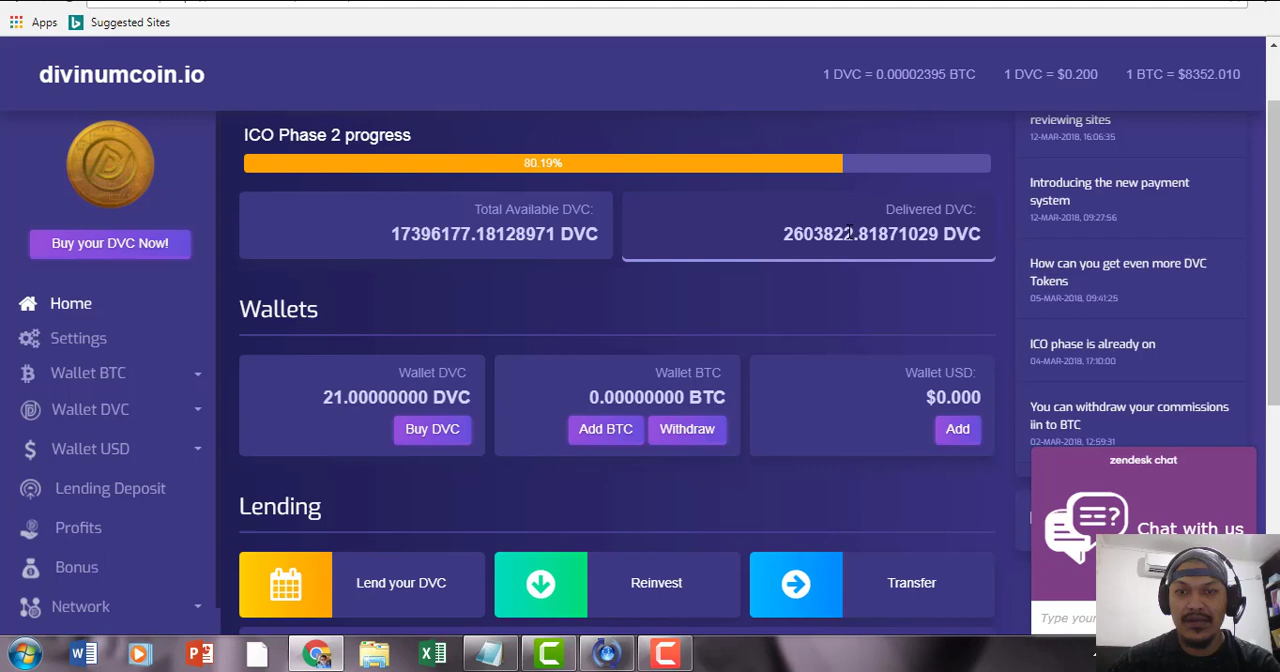 Apps
Suggested Sites
divinumcoin.io
1 DVC = 0.00002395 BTC
1 DVC = $0.200
1 BTC = $8352.010
Buy your DVC Now!
Home
Settings
Wallet BTC
Wallet DVC
Wallet USD
Lending Deposit
Profits
Bonus
Network
ICO Phase 2 progress
80.19%
Total Available DVC:
17396177.18128971 DVC
Delivered DVC:
2603822.81871029 DVC
Wallets
Wallet DVC
21.00000000 DVC
Buy DVC
Wallet BTC
0.00000000 BTC
Add BTC
Withdraw
Wallet USD:
$0.000
Add
Lending
Lend your DVC
Reinvest
Transfer
reviewing sites
12-MAR-2018, 16:06:35
Introducing the new payment
system
12-MAR-2018, 09:27:56
How can you get even more DVC
Tokens
05-MAR-2018, 09:41:25
ICO phase is already on
04-MAR-2018, 17:10:00
You can withdraw your commissions
iin to BTC
02-MAR-2018, 12:59:31
zendesk chat
Chat with us
Type your